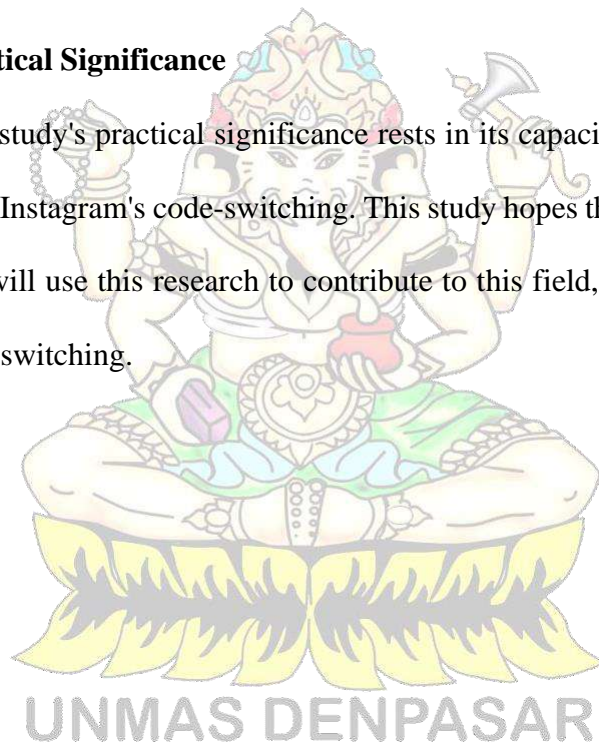 tical Significance
study's practical significance rests in its capaci
Instagram's code-switching. This study hopes th
will use this research to contribute to this field,
switching.
UNMAS DENPASAR